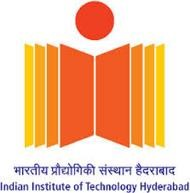 भारतीय प्रौद्योगिकी संस्थान हैदराबाद
Indian Institute of Technology Hyderabad